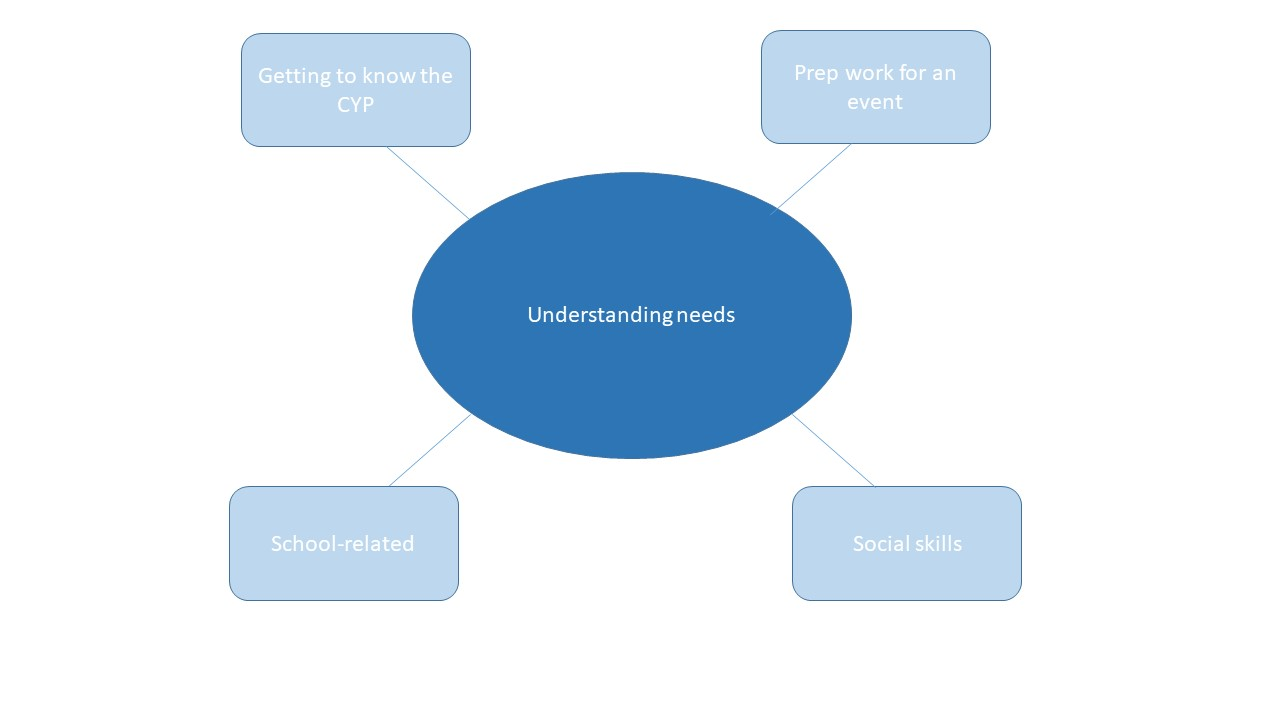 Getting to know the
CYP
Prep work for an
event
Understanding needs
School-related
Social skills